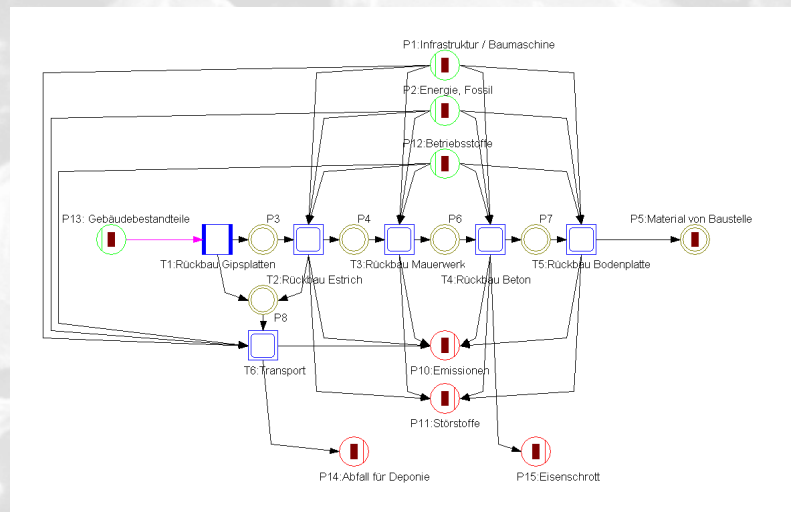 P1:Infrastruktur / Baumaschine
P2:Energie, Fossil
P12:Betriebsstoffe
P13: Gebäudebestandteile
P3
P4
P6
P7
P5:Material von Baustelle
T1:Rückbau Gipsplatten
T3:Rückbau Mauerwerk
T5:Rückbau Bodenplatte
T2:Rückbau Estrich
T4:Rückbau Beton
P8
T6:Transport
P10:Emissionen
P11:Störstoffe
P14:Abfall für Deponie
P15:Eisenschrott